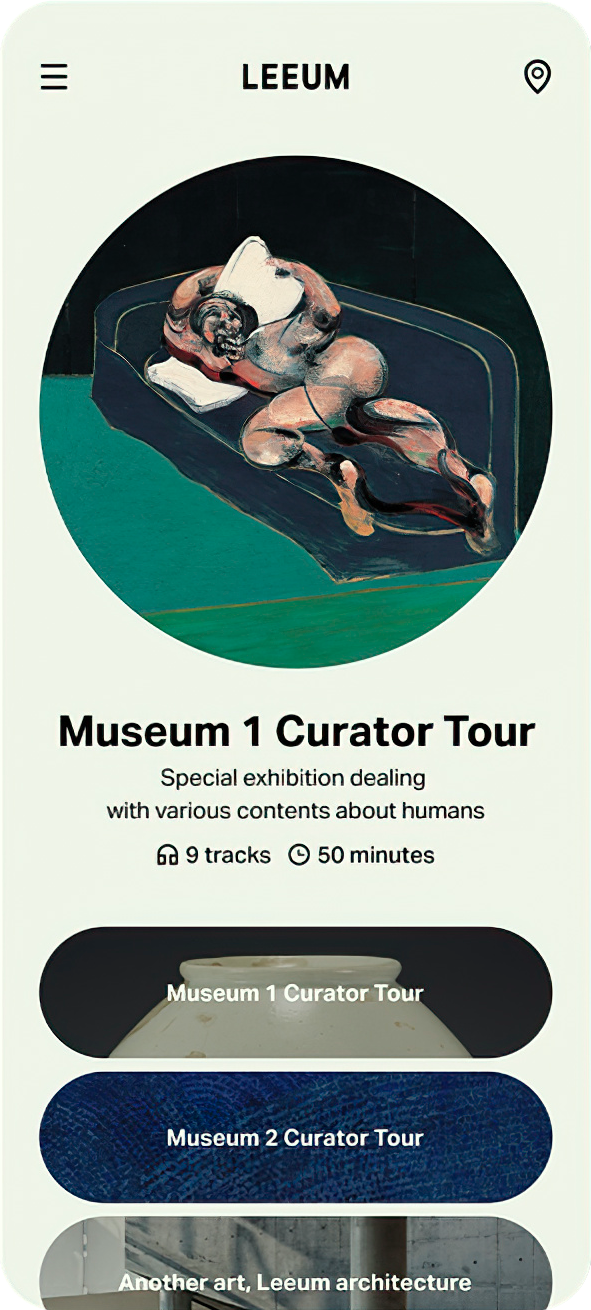 LEEUM
Museum 1 Curator Tour
Special exhibition dealing
with various contents about humans
9 tracks 50 minutes
Museum 1 Curator Tour
Museum 2 Curator Tour
Another art, Leeum architecture